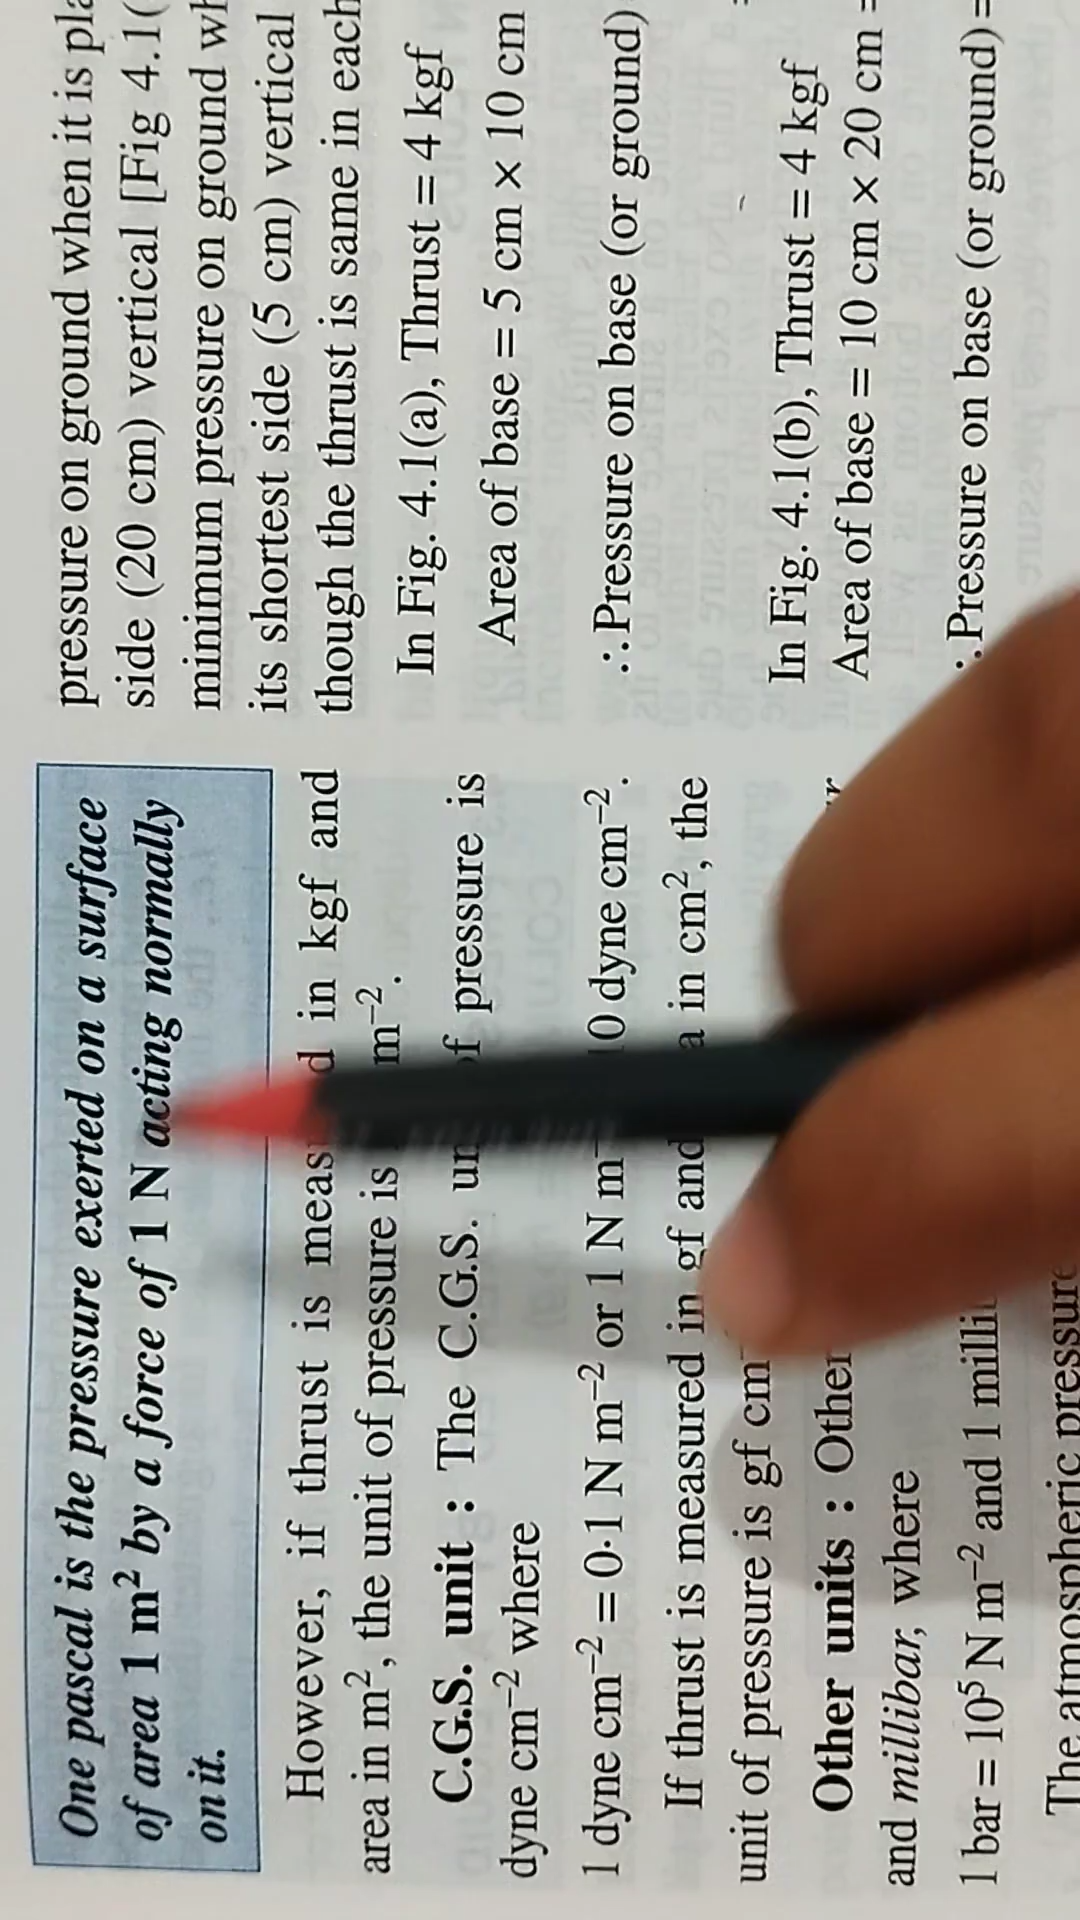 One pascal is the pressure exerted on a surface
of area 1 m² by a force of 1 N acting normally
on it.
However, if thrust is in kgf and
area in m², the unit of pressure is m⁻².
C.G.S. unit : The C.G.S. pressure is
dyne cm⁻² where
1 dyne cm⁻² = 0·1 N m⁻² or 1 N m⁻ 0 dyne cm⁻².
If thrust is measured in gf and in cm², the
unit of pressure is gf cm⁻
Other units : Other
and millibar, where
1 bar = 10⁵ N m⁻² and 1 milli
The atmospheric pressure
pressure on ground when it is pla
side (20 cm) vertical [Fig 4.1(
minimum pressure on ground wh
its shortest side (5 cm) vertical
though the thrust is same in each
In Fig. 4.1(a), Thrust = 4 kgf
Area of base = 5 cm × 10 cm
∴ Pressure on base (or ground)
In Fig. 4.1(b), Thrust = 4 kgf
Area of base = 10 cm × 20 cm =
∴ Pressure on base (or ground) =